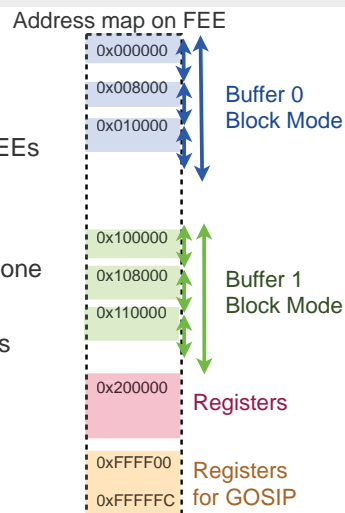 Address map on FEE
0x000000
0x008000
0x010000
Buffer 0
Block Mode
EEs
0x100000
0x108000
0x110000
one
Buffer 1
Block Mode
s
0x200000
Registers
0xFFFF00
0xFFFFFC
Registers
for GOSIP